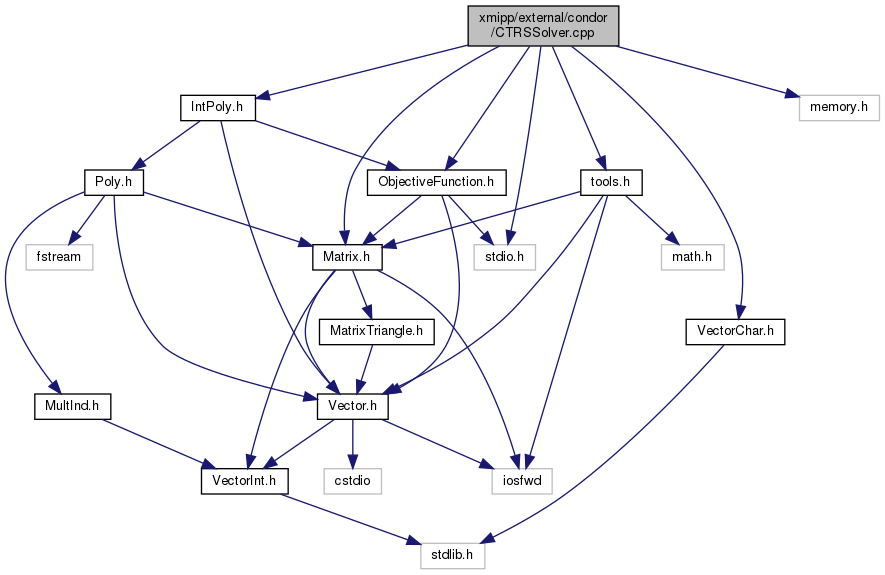 xmipp/external/condor
/CTRSSolver.cpp
IntPoly.h
memory.h
Poly.h
ObjectiveFunction.h
tools.h
fstream
Matrix.h
stdio.h
math.h
MatrixTriangle.h
VectorChar.h
MultInd.h
Vector.h
VectorInt.h
cstdio
iosfwd
stdlib.h